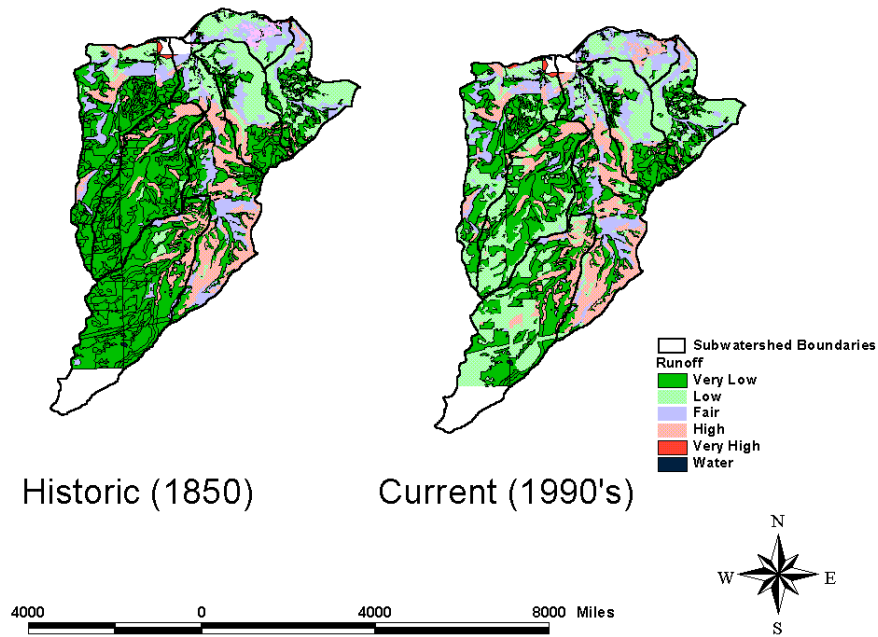 Subwatershed Boundaries
Runoff
Very Low
Low
Fair
High
Very High
Water
Historic (1850)
Current (1990's)
N
W
E
S
4000 0 4000 8000 Miles